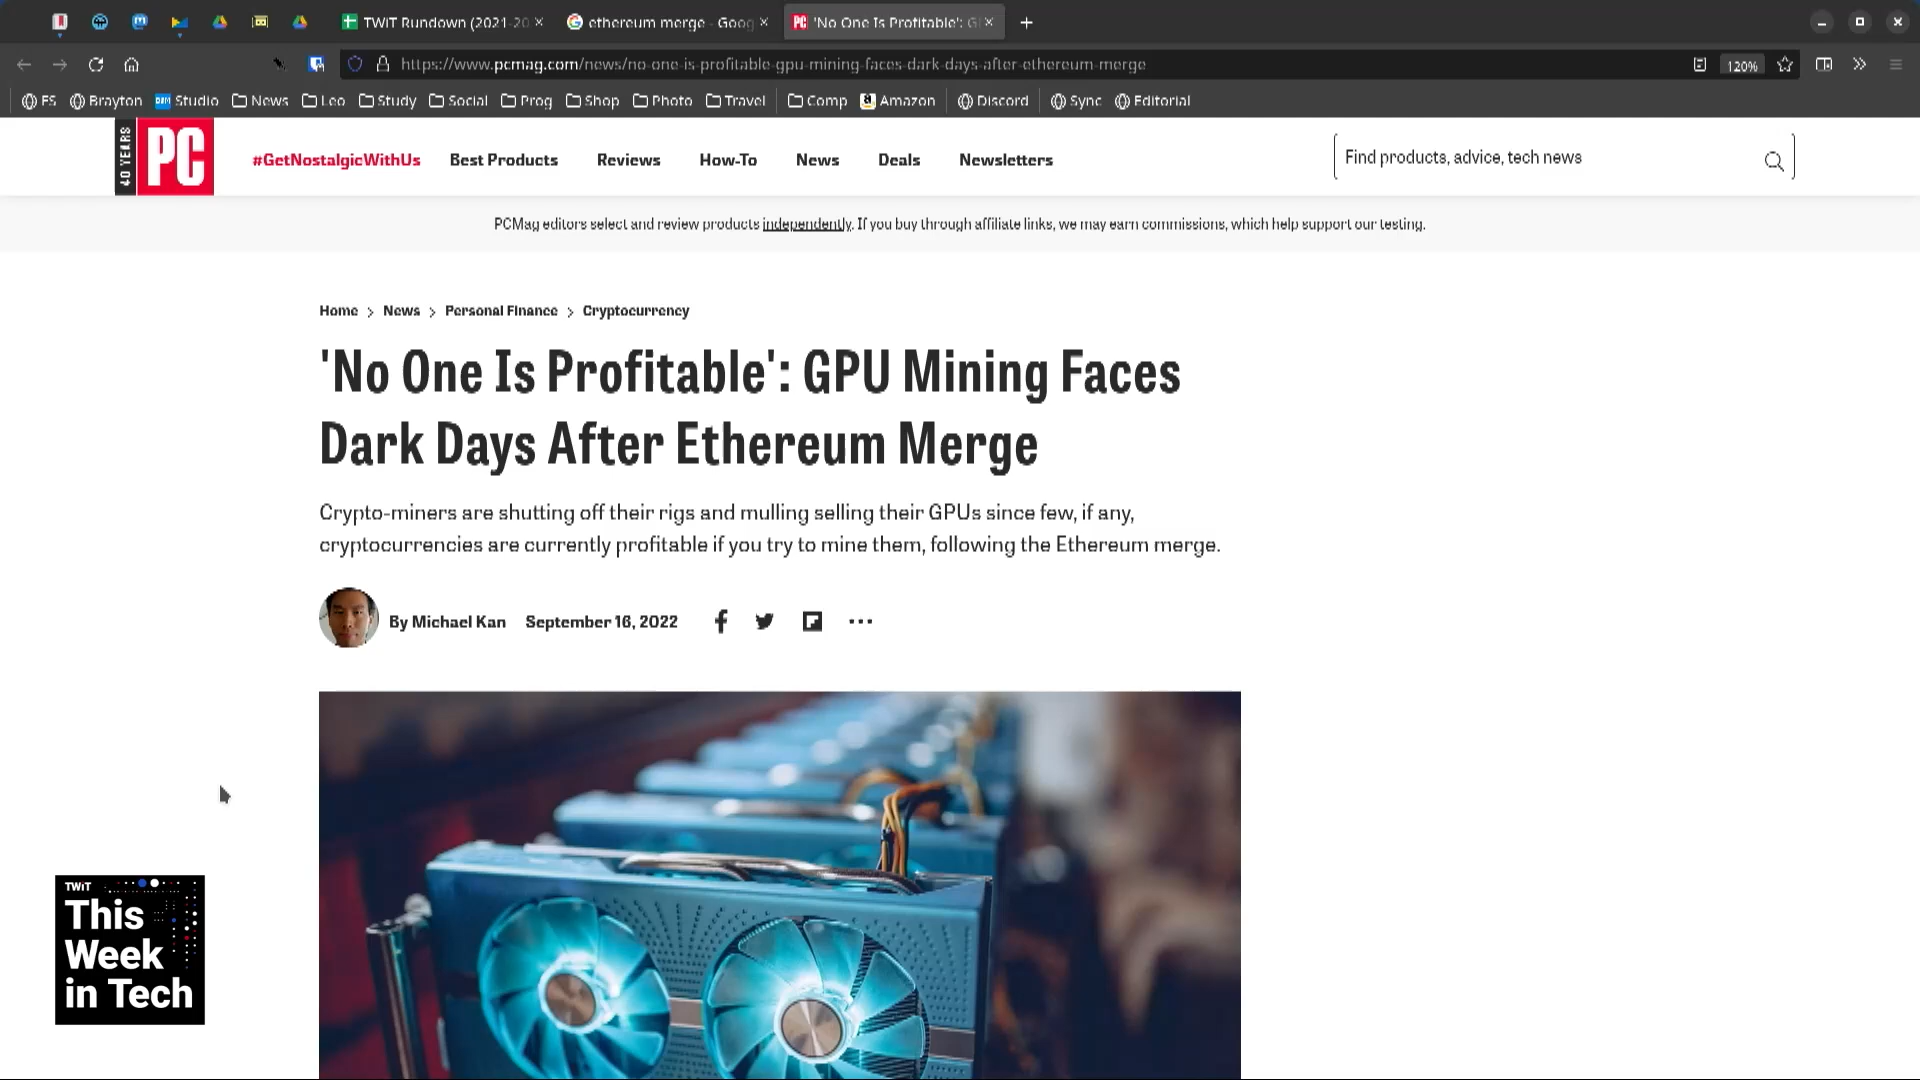 TWiT Rundown (2021-20
ethereum merge - Goog
'No One Is Profitable': G
https://www.pcmag.com/news/no-one-is-profitable-gpu-mining-faces-dark-days-after-ethereum-merge
120%
FS
Brayton
Studio
News
Leo
Study
Social
Prog
Shop
Photo
Travel
Comp
Amazon
Discord
Sync
Editorial
40 YEARS
PC
#GetNostalgicWithUs
Best Products
Reviews
How-To
News
Deals
Newsletters
Find products, advice, tech news
PCMag editors select and review products independently. If you buy through affiliate links, we may earn commissions, which help support our testing.
Home > News > Personal Finance > Cryptocurrency
'No One Is Profitable': GPU Mining Faces
Dark Days After Ethereum Merge
Crypto-miners are shutting off their rigs and mulling selling their GPUs since few, if any,
cryptocurrencies are currently profitable if you try to mine them, following the Ethereum merge.
By Michael Kan September 16, 2022
TWiT
This
Week
in Tech